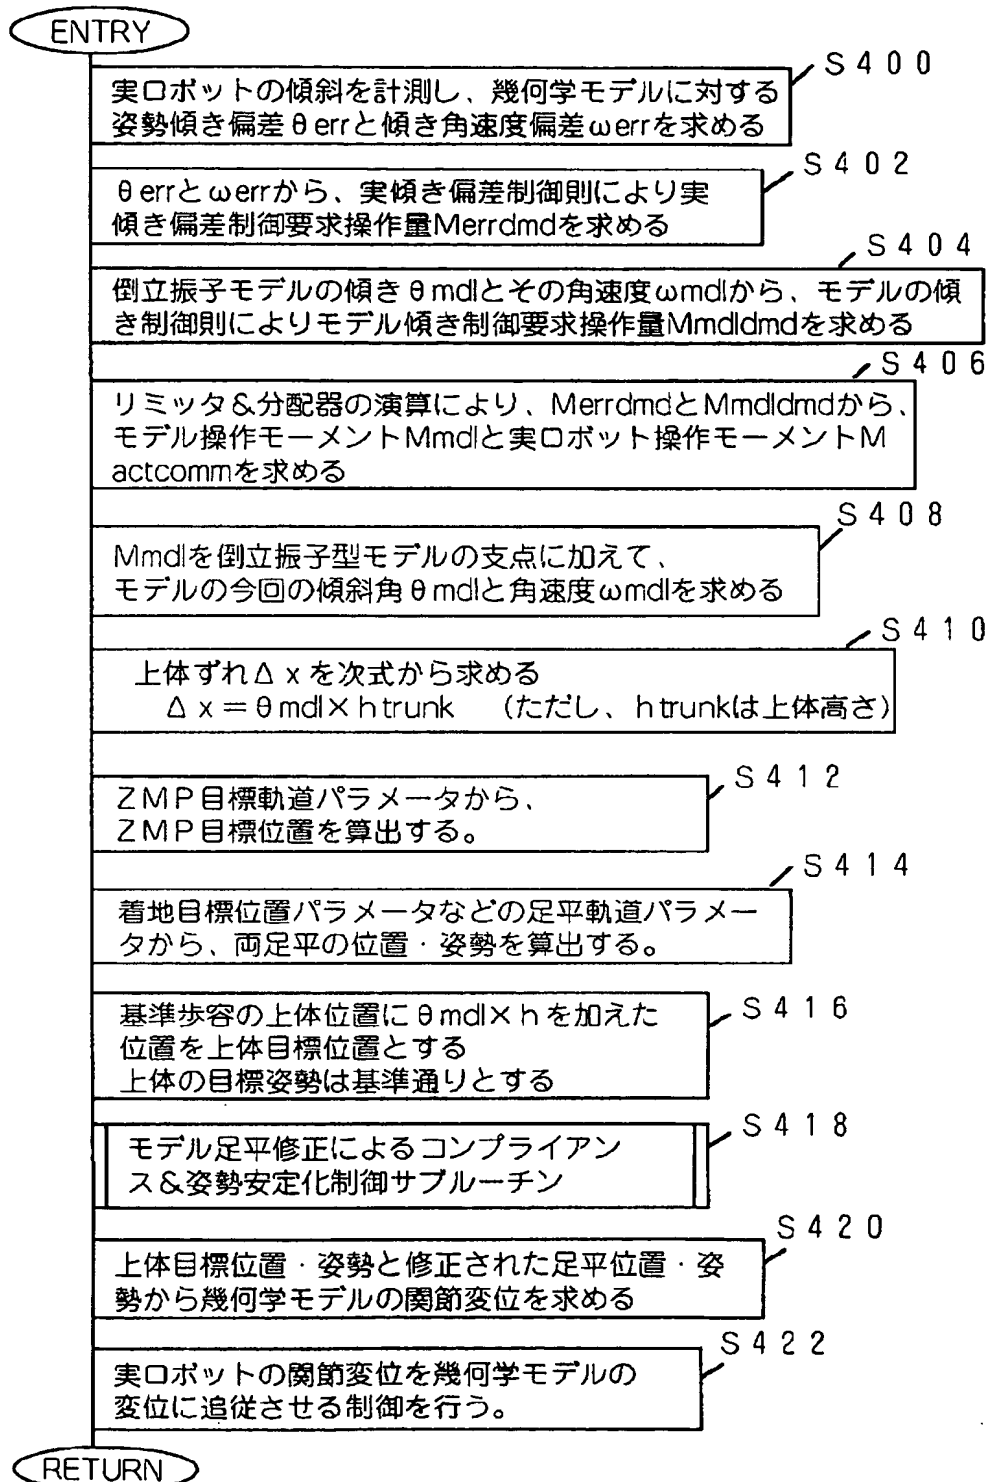 ENTRY
S400
実ロボットの傾斜を計測し、幾何学モデルに対する
姿勢傾き偏差θerrと傾き角速度偏差ωerrを求める
S402
θerrとωerrから、実傾き偏差制御則により実
傾き偏差制御要求操作量Merrdmdを求める
S404
倒立振子モデルの傾きθmdlとその角速度ωmdlから、モデルの傾
き制御則によりモデル傾き制御要求操作量Mmdldmdを求める
S406
リミッタ&分配器の演算により、MerrdmdとMmdldmdから、
モデル操作モーメントMmdlと実ロボット操作モーメントM
actcommを求める
S408
Mmdlを倒立振子型モデルの支点に加えて、
モデルの今回の傾斜角θmdlと角速度ωmdlを求める
S410
上体ずれΔxを次式から求める
Δx=θmdl×htrunk (ただし、htrunkは上体高さ)
S412
ZMP目標軌道パラメータから、
ZMP目標位置を算出する。
S414
着地目標位置パラメータなどの足平軌道パラメー
タから、両足平の位置・姿勢を算出する。
S416
基準歩容の上体位置にθmdl×hを加えた
位置を上体目標位置とする
上体の目標姿勢は基準通りとする
S418
モデル足平修正によるコンプライアン
ス&姿勢安定化制御サブルーチン
S420
上体目標位置・姿勢と修正された足平位置・姿
勢から幾何学モデルの関節変位を求める
S422
実ロボットの関節変位を幾何学モデルの
変位に追従させる制御を行う。
RETURN